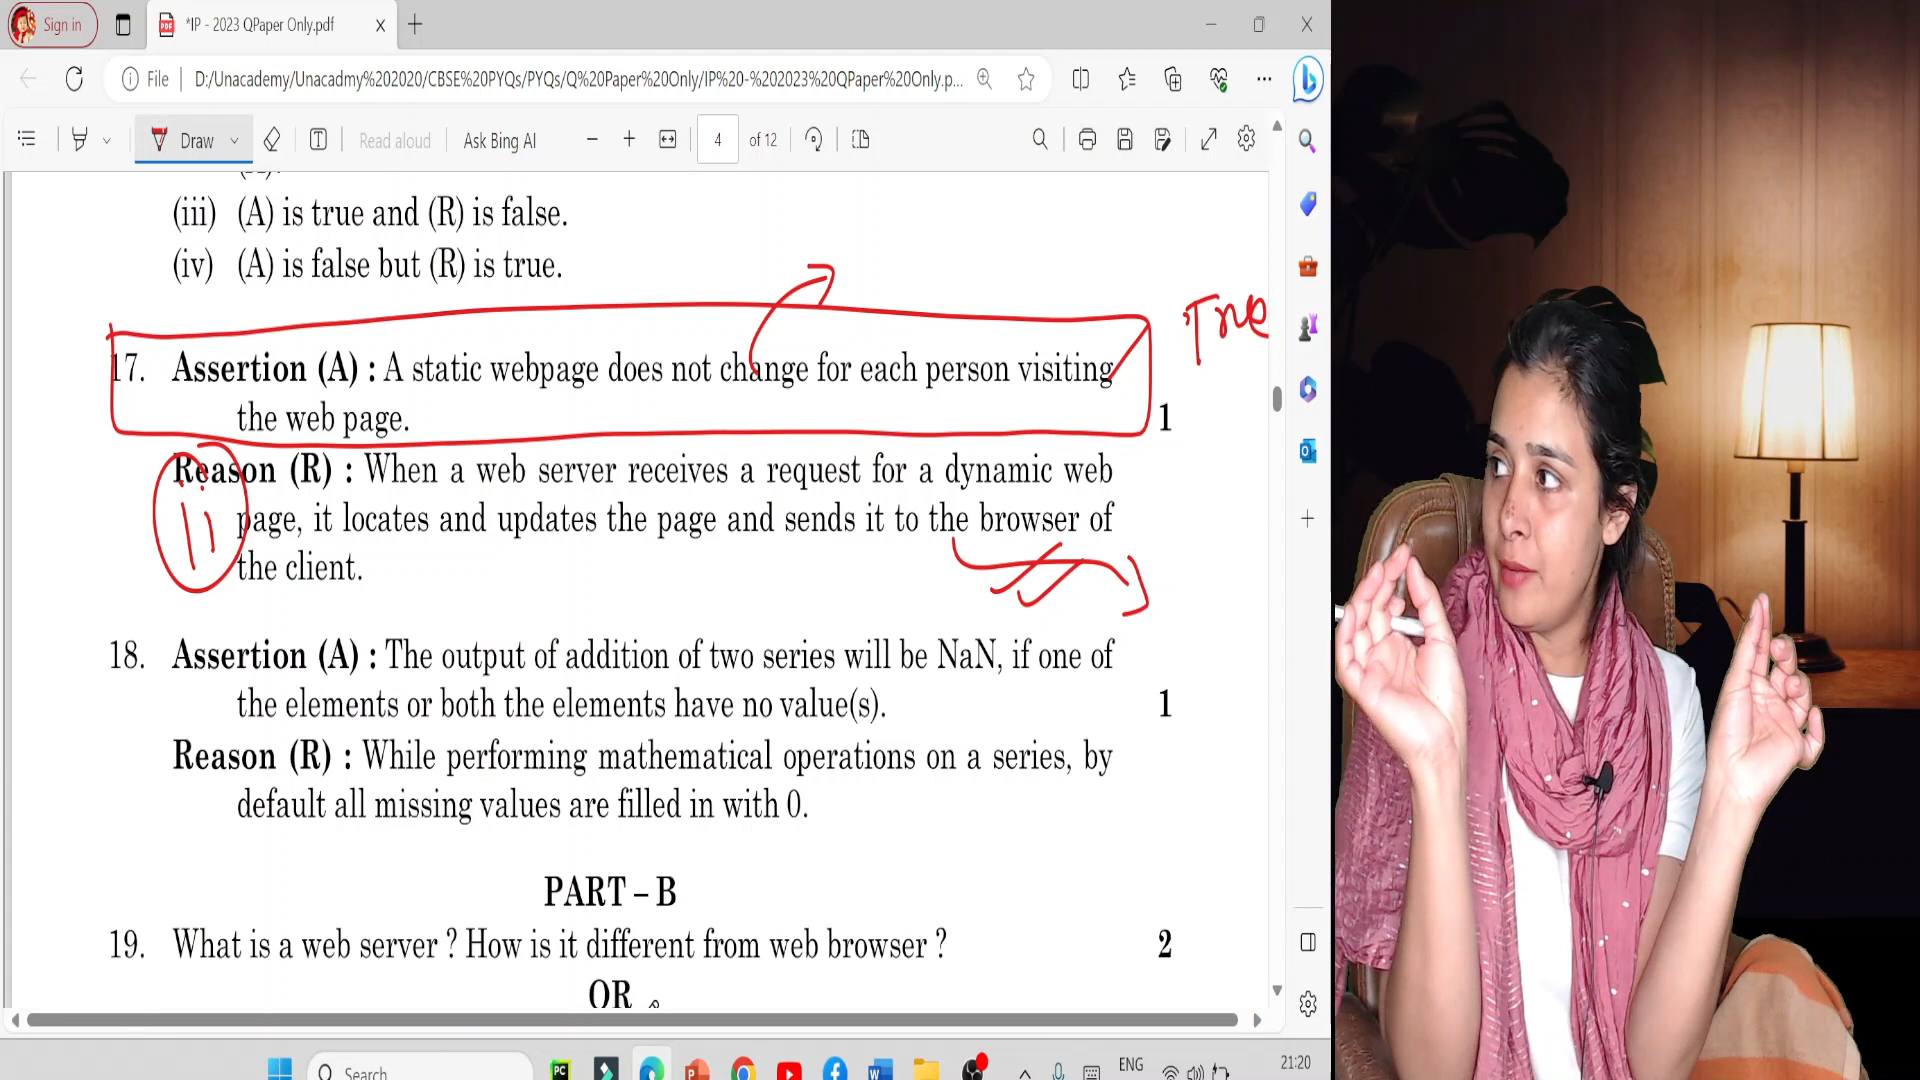 Sign in
*IP - 2023 QPaper Only.pdf
File
D:/Unacademy/Unacadmy%202020/CBSE%20PYQs/PYQs/Q%20Paper%20Only/IP%20-%202023%20QPaper%20Only.p...
Draw
Read aloud
Ask Bing AI
4
of 12
(iii) (A) is true and (R) is false.
(iv) (A) is false but (R) is true.
True
17. Assertion (A) : A static webpage does not change for each person visiting
the web page. 1
Reason (R) : When a web server receives a request for a dynamic web
page, it locates and updates the page and sends it to the browser of
the client.
ii
18. Assertion (A) : The output of addition of two series will be NaN, if one of
the elements or both the elements have no value(s). 1
Reason (R) : While performing mathematical operations on a series, by
default all missing values are filled in with 0.
PART – B
19. What is a web server ? How is it different from web browser ? 2
OR
Search
ENG
21:20